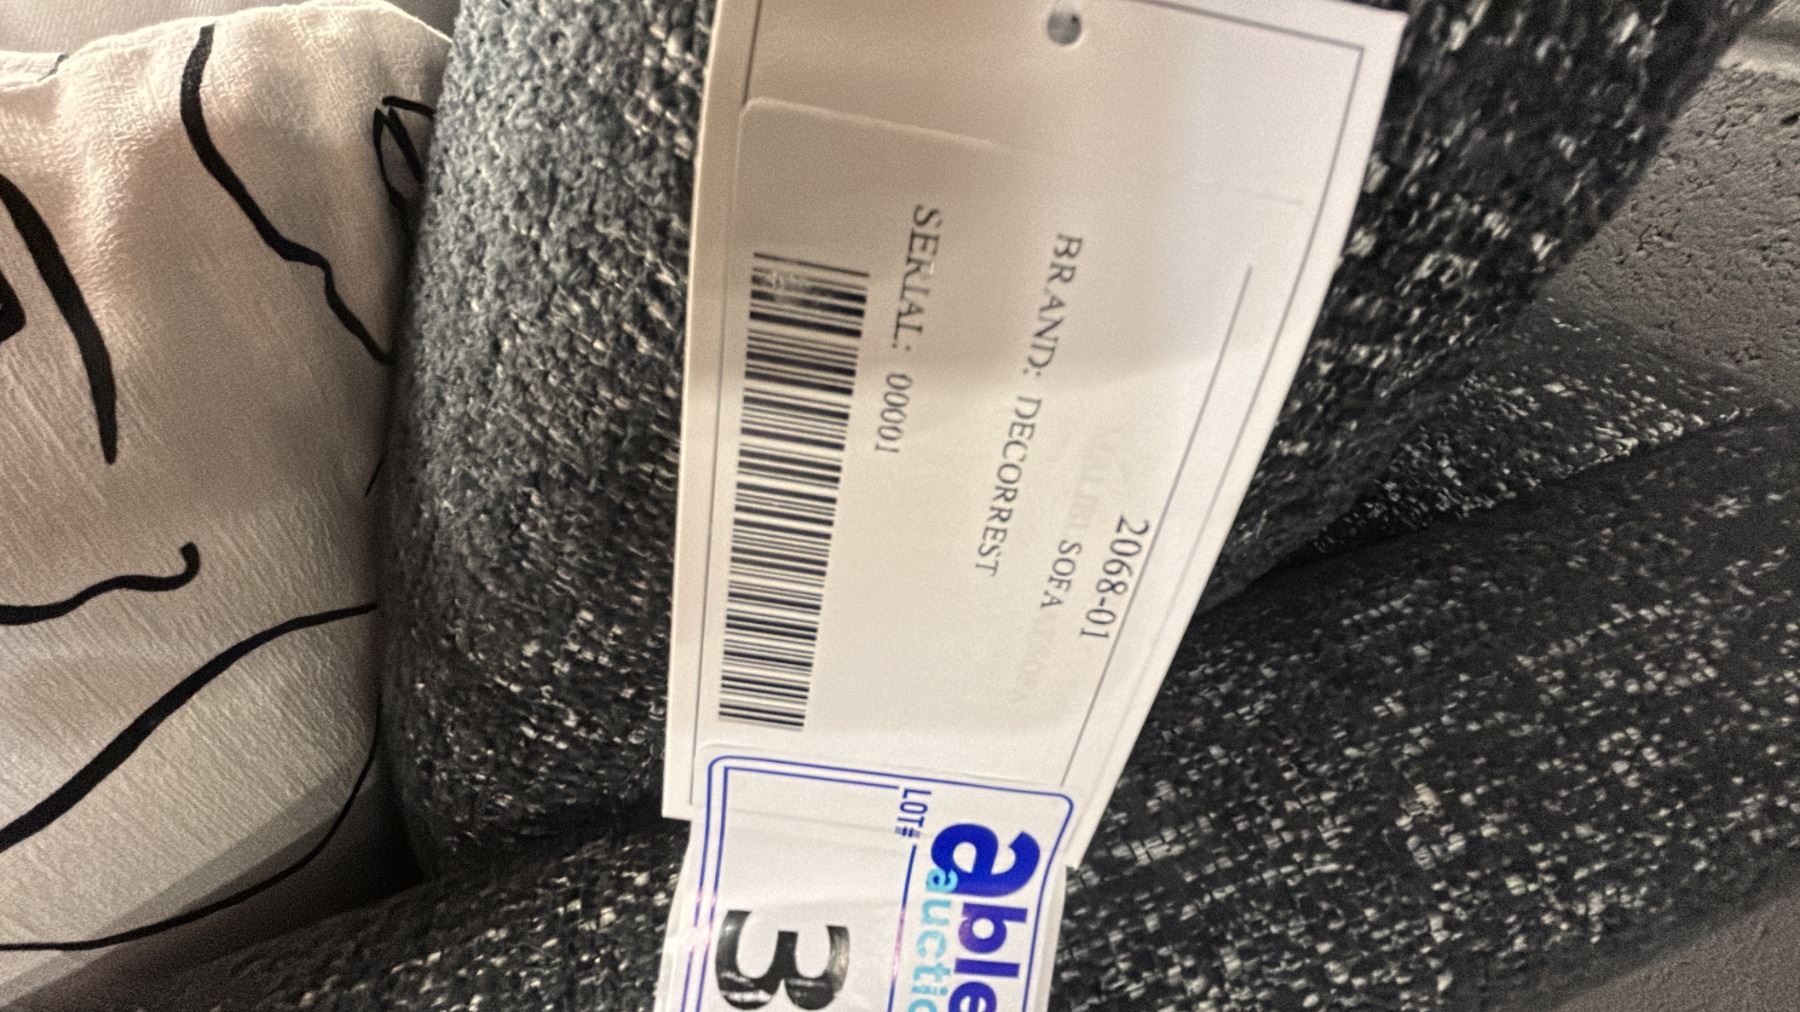 2068-01
SOFA
BRAND: DECORREST
SERIAL: 00001
able
auctio
LOT#
3